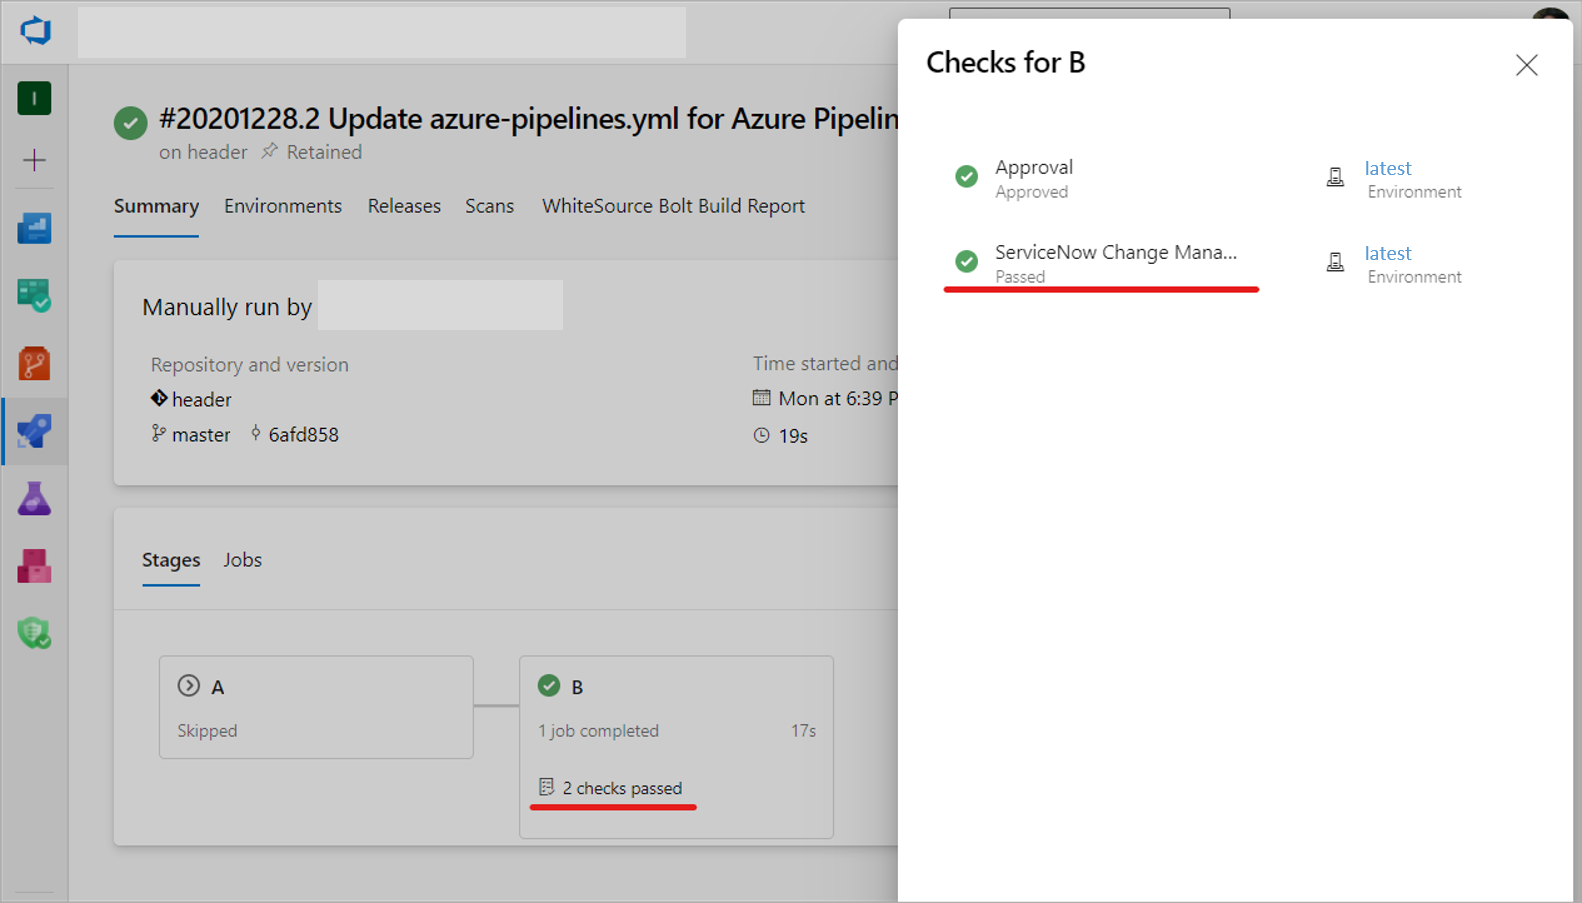 I
#20201228.2 Update azure-pipelines.yml for Azure Pipelin
on header Retained
Summary Environments Releases Scans WhiteSource Bolt Build Report
Manually run by
Repository and version
header
master 6afd858
Time started and
Mon at 6:39 P
19s
Stages Jobs
A
Skipped
B
1 job completed 17s
2 checks passed
Checks for B
Approval
Approved
latest
Environment
ServiceNow Change Mana...
Passed
latest
Environment